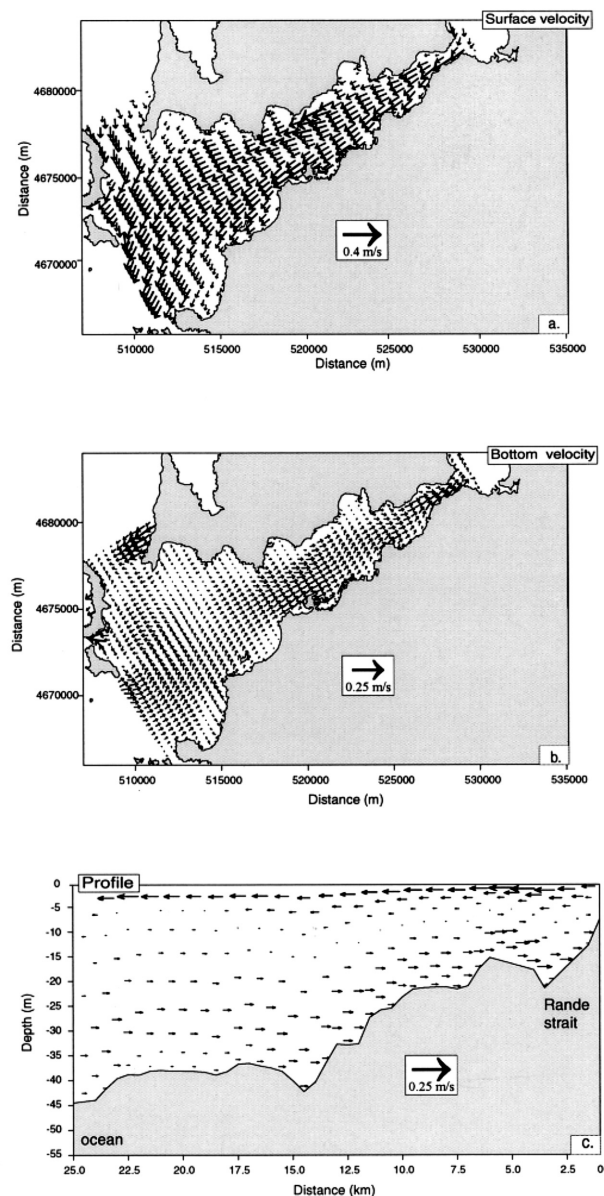 Surface velocity
4680000
4675000
4670000
Distance (m)
0.4 m/s
a.
510000 515000 520000 525000 530000 535000
Distance (m)
Bottom velocity
4680000
4675000
4670000
Distance (m)
0.25 m/s
b.
510000 515000 520000 525000 530000 535000
Distance (m)
Profile
0
-5
-10
-15
-20
-25
-30
-35
-40
-45
-50
-55
Depth (m)
Rande
strait
0.25 m/s
ocean
c.
25.0 22.5 20.0 17.5 15.0 12.5 10.0 7.5 5.0 2.5 0
Distance (km)